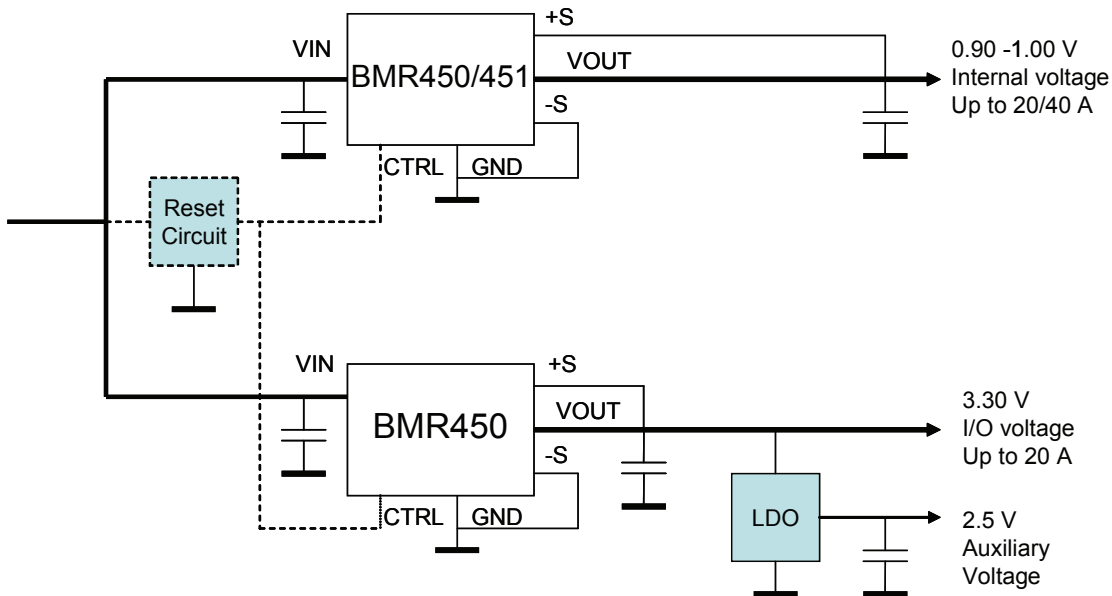 +S
VIN
VOUT
BMR450/451
-S
CTRL
GND
0.90 -1.00 V
Internal voltage
Up to 20/40 A
Reset
Circuit
VIN
+S
VOUT
BMR450
-S
CTRL
GND
3.30 V
I/O voltage
Up to 20 A
LDO
2.5 V
Auxiliary
Voltage